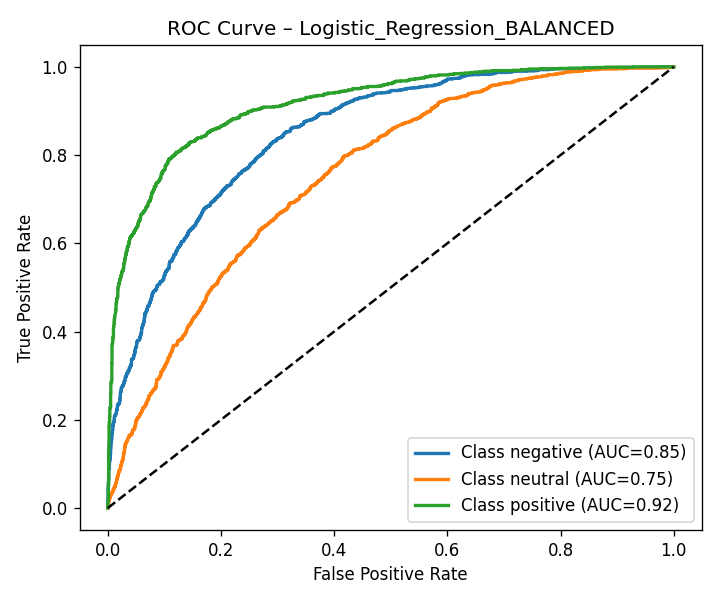 ROC Curve – Logistic_Regression_BALANCED
True Positive Rate
1.0
0.8
0.6
0.4
0.2
0.0
Class negative (AUC=0.85)
Class neutral (AUC=0.75)
Class positive (AUC=0.92)
0.0 0.2 0.4 0.6 0.8 1.0
False Positive Rate